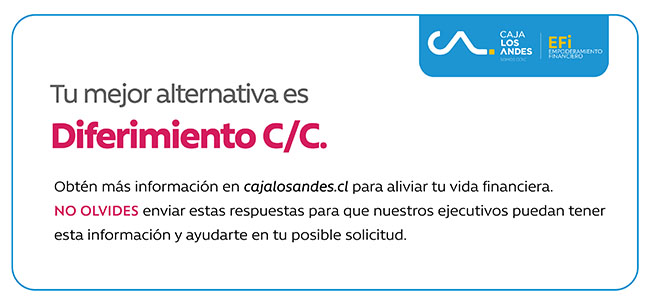 CAJA
LOS
ANDES
SOMOS CCHC
EFi
EMPODERAMIENTO
FINANCIERO
Tu mejor alternativa es
Diferimiento C/C.
Obtén más información en cajalosandes.cl para aliviar tu vida financiera.
NO OLVIDES enviar estas respuestas para que nuestros ejecutivos puedan tener
esta información y ayudarte en tu posible solicitud.